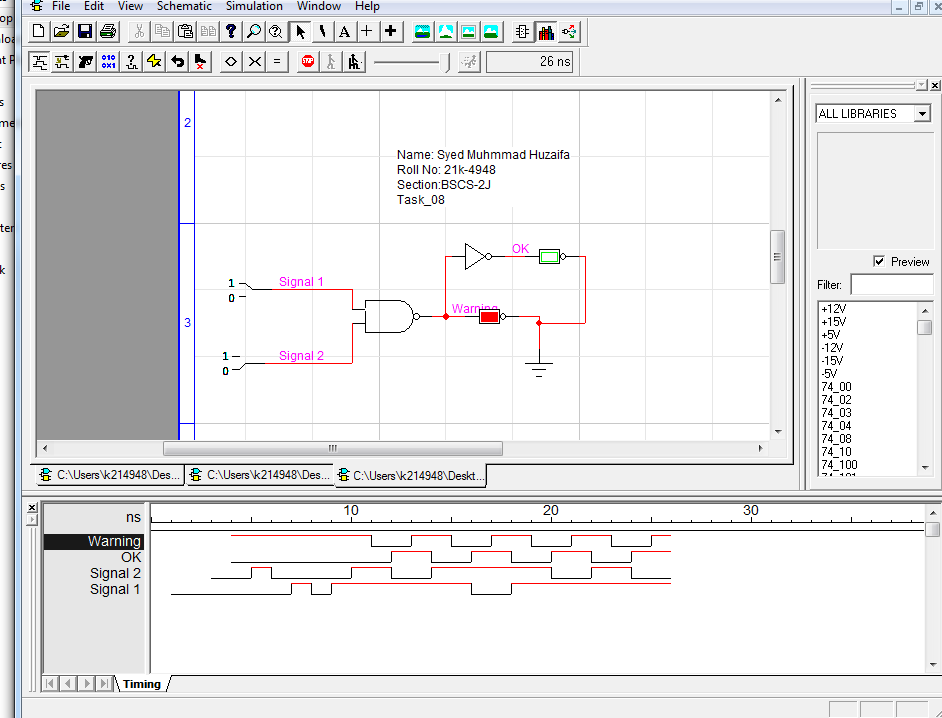 File Edit View Schematic Simulation Window Help
26 ns
ALL LIBRARIES
Preview
Filter:
+12V
+15V
+5V
-12V
-15V
-5V
74_00
74_02
74_03
74_04
74_08
74_10
74_100
2
3
Name: Syed Muhmmad Huzaifa
Roll No: 21k-4948
Section:BSCS-2J
Task_08
OK
1
0
Signal 1
Warning
1
0
Signal 2
C:\Users\k214948\Des... C:\Users\k214948\Des... C:\Users\k214948\Deskt...
ns 10 20 30
Warning
OK
Signal 2
Signal 1
Timing